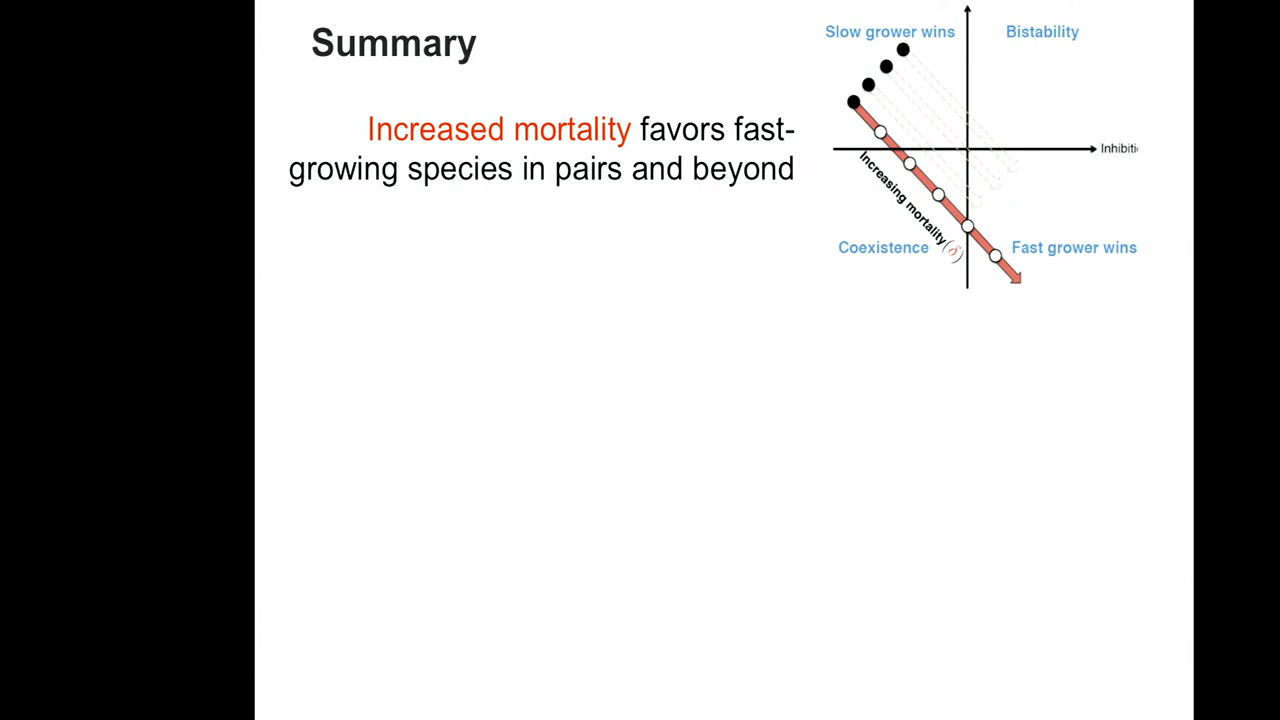 Summary
Increased mortality favors fast-
growing species in pairs and beyond
Slow grower wins
Bistability
Inhibiti
Increasing mortality (δ)
Coexistence
Fast grower wins